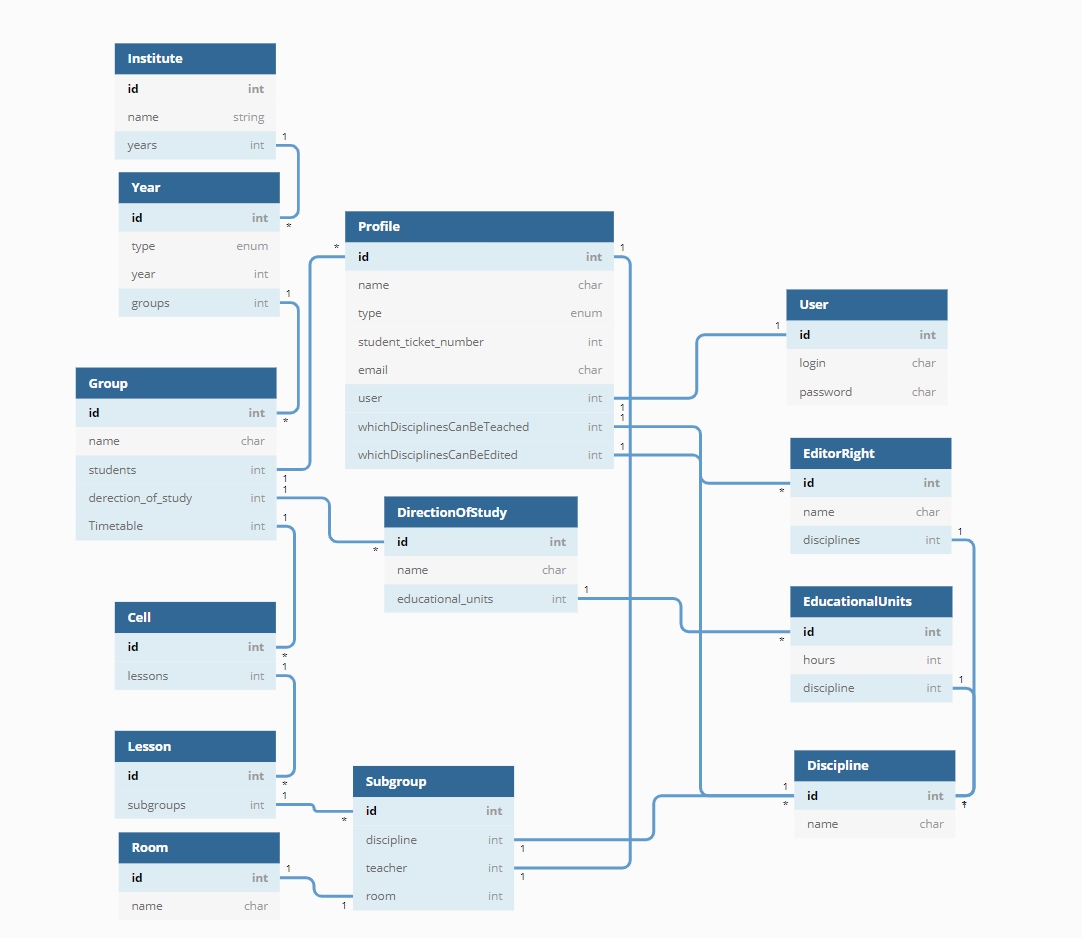 Institute
id int
name string
years int
1
*
Year
id int
type enum
year int
groups int
1
*
Group
id int
name char
students int
derection_of_study int
Timetable int
1
1
1
*
Cell
id int
lessons int
1
*
Lesson
id int
subgroups int
1
*
Room
id int
name char
1
1
Profile
id int
name char
type enum
student_ticket_number int
email char
user int
whichDisciplinesCanBeTeached int
whichDisciplinesCanBeEdited int
*
1
1
1
1
DirectionOfStudy
id int
name char
educational_units int
*
1
Subgroup
id int
discipline int
teacher int
room int
*
1
1
User
id int
login char
password char
1
EditorRight
id int
name char
disciplines int
*
1
EducationalUnits
id int
hours int
discipline int
*
1
Discipline
id int
name char
1
*